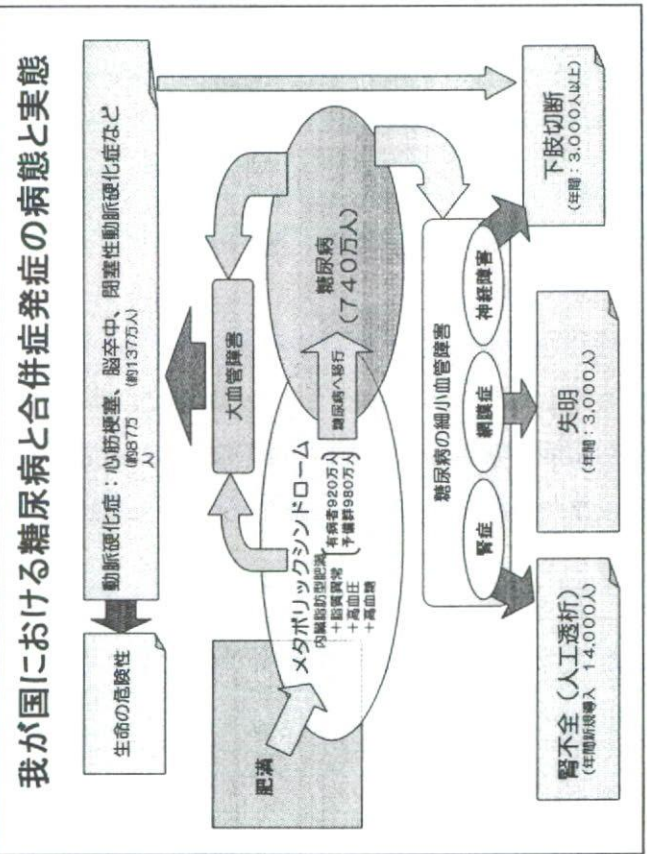 我が国における糖尿病と合併症発症の病態と実態
生命の危険性
動脈硬化症：心筋梗塞、脳卒中、閉塞性動脈硬化症など
(約87万人)
(約137万人)
大血管障害
肥満
メタボリックシンドローム
内臓脂肪型肥満
＋脂質異常
＋高血圧
＋高血糖
有病者920万人
予備群980万人
糖尿病へ移行
糖尿病
(740万人)
糖尿病の細小血管障害
腎症
網膜症
神経障害
腎不全（人工透析）
(年間新規導入 14,000人)
失明
(年間：3,000人)
下肢切断
(年間：3,000人以上)